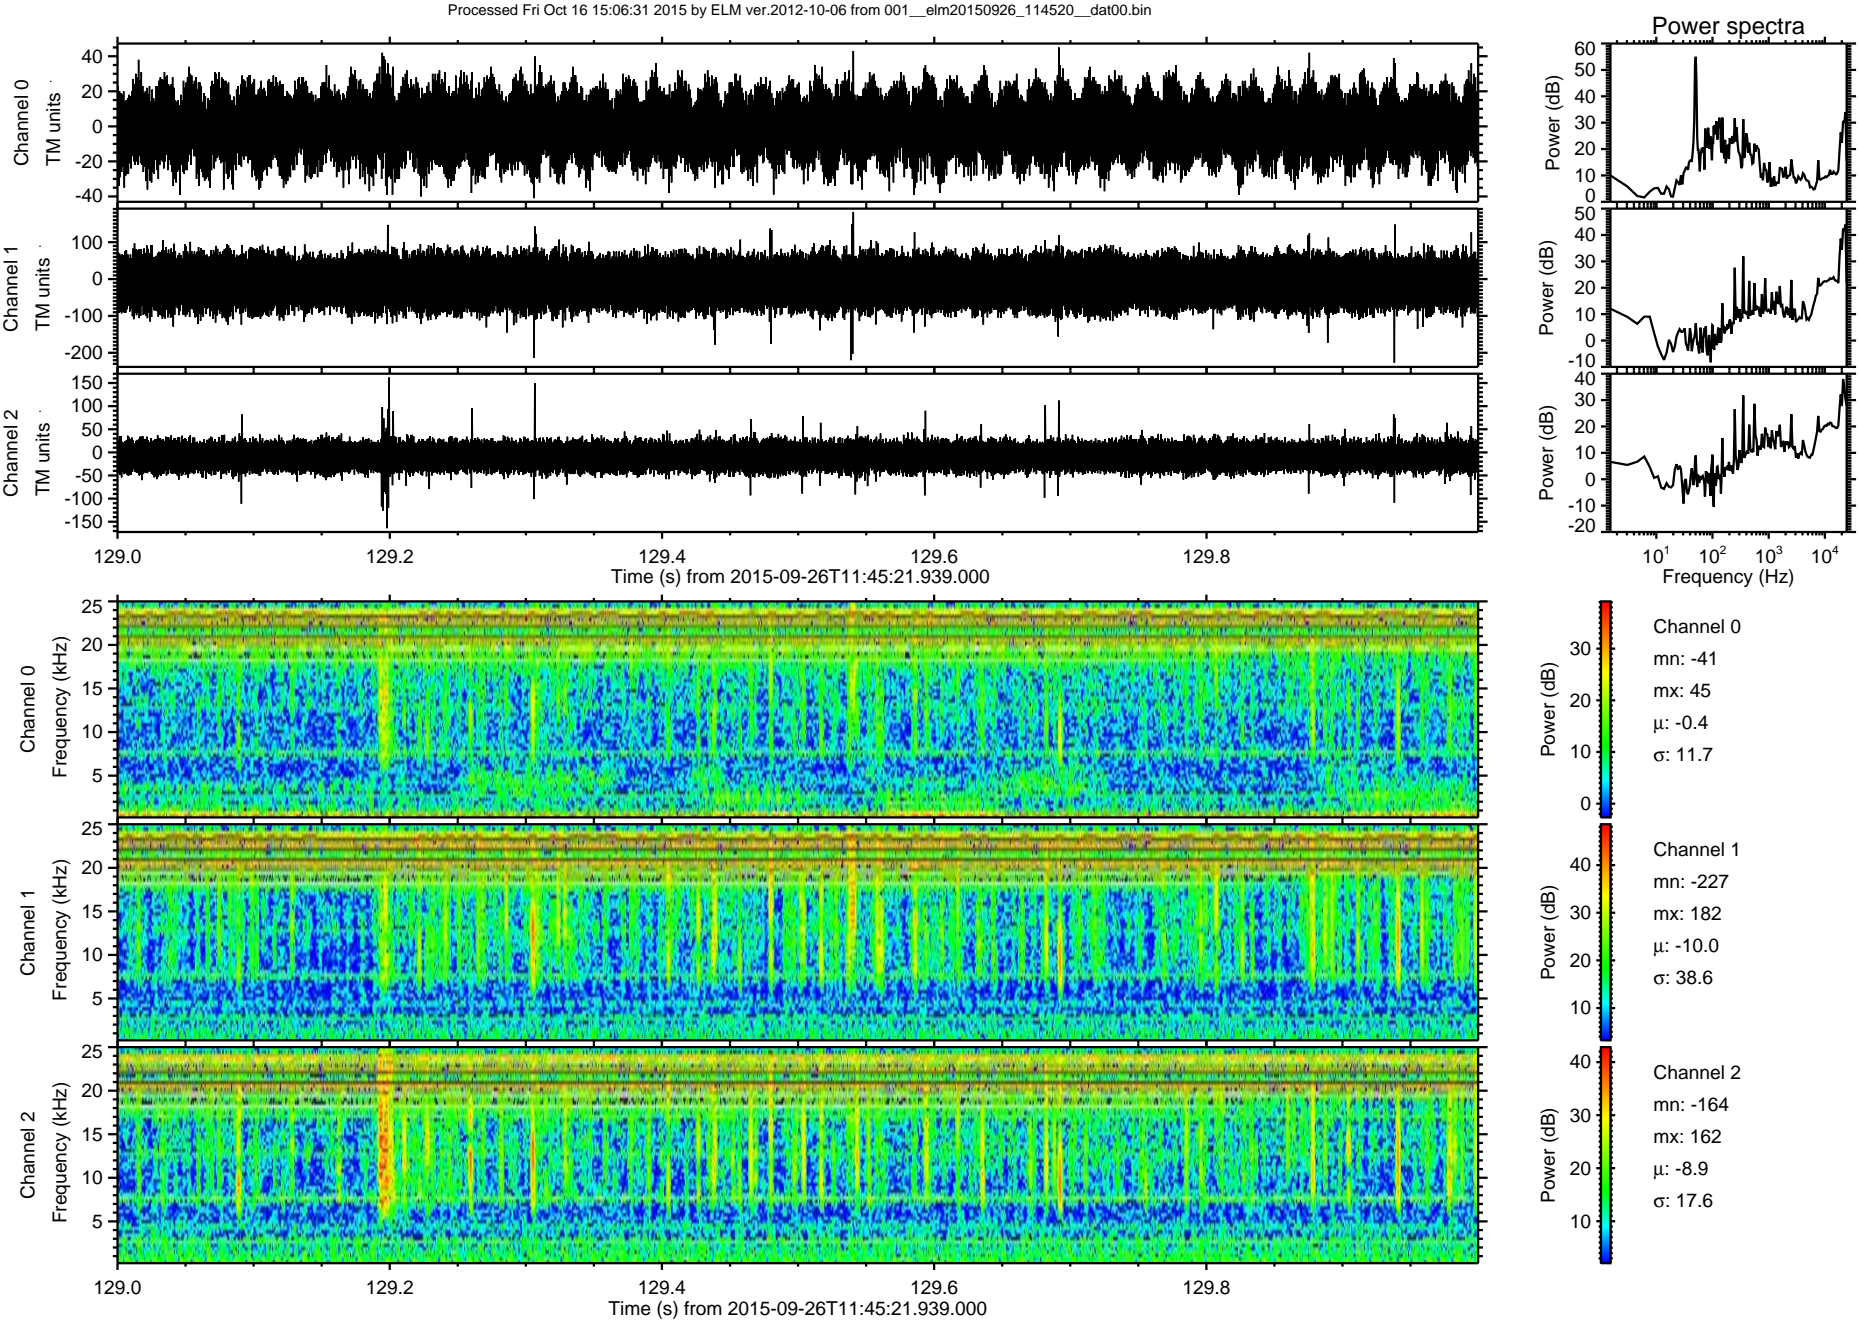 Processed Fri Oct 16 15:06:31 2015 by ELM ver.2012-10-06 from 001__elm20150926_114520__dat00.bin
Power spectra
Channel 0
TM units
40
20
0
-20
-40
Power (dB)
60
50
40
30
20
10
0
Channel 1
TM units
100
0
-100
-200
Power (dB)
50
40
30
20
10
0
-10
Channel 2
TM units
150
100
50
0
-50
-100
-150
Power (dB)
40
30
20
10
0
-10
-20
129.0 129.2 129.4 129.6 129.8
Time (s) from 2015-09-26T11:45:21.939.000
10^1 10^2 10^3 10^4
Frequency (Hz)
Channel 0
Frequency (kHz)
25
20
15
10
5
Power (dB)
30
20
10
0
Channel 0
mn: -41
mx: 45
μ: -0.4
σ: 11.7
Channel 1
Frequency (kHz)
25
20
15
10
5
Power (dB)
40
30
20
10
Channel 1
mn: -227
mx: 182
μ: -10.0
σ: 38.6
Channel 2
Frequency (kHz)
25
20
15
10
5
Power (dB)
40
30
20
10
Channel 2
mn: -164
mx: 162
μ: -8.9
σ: 17.6
129.0 129.2 129.4 129.6 129.8
Time (s) from 2015-09-26T11:45:21.939.000